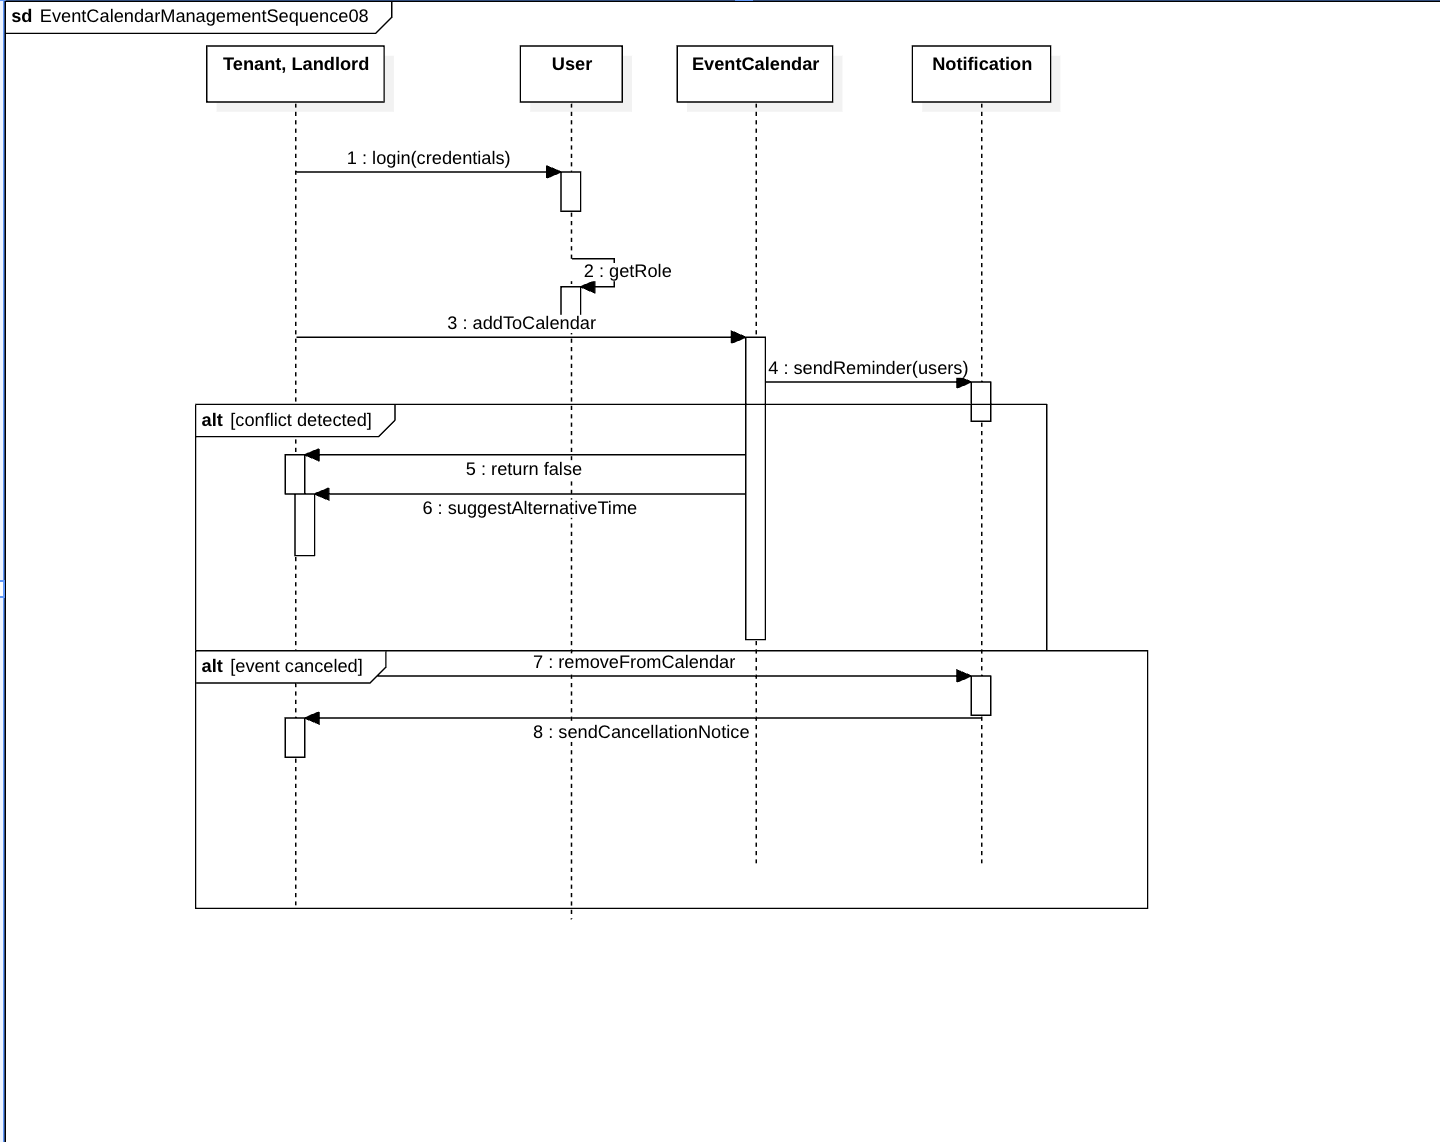 sd EventCalendarManagementSequence08
Tenant, Landlord
User
EventCalendar
Notification
1 : login(credentials)
2 : getRole
3 : addToCalendar
4 : sendReminder(users)
alt [conflict detected]
5 : return false
6 : suggestAlternativeTime
alt [event canceled]
7 : removeFromCalendar
8 : sendCancellationNotice